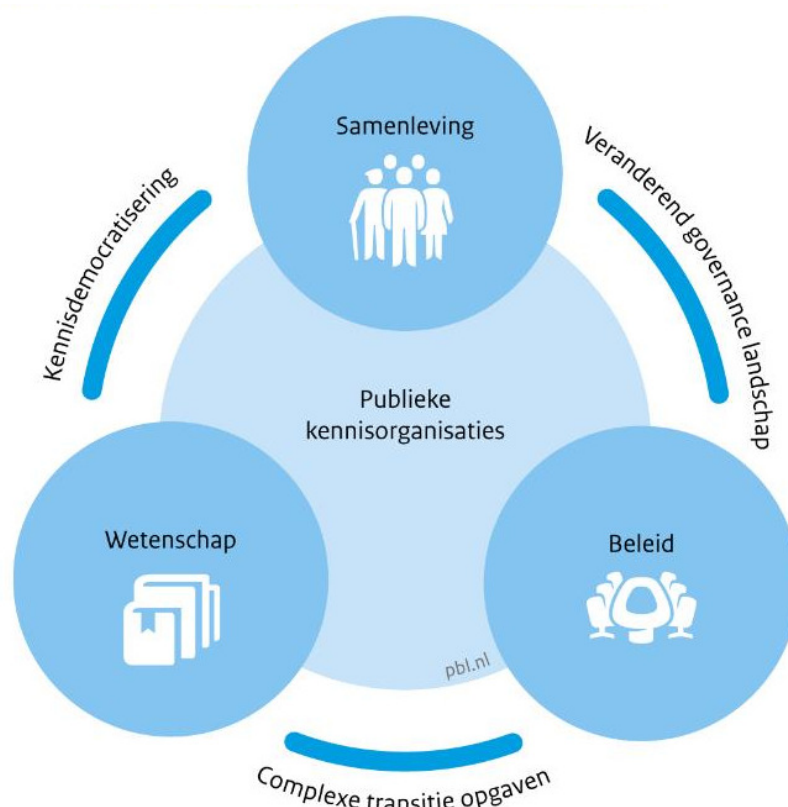 Samenleving
Kennisdemocratisering
Veranderend governance landschap
Publieke
kennisorganisaties
Wetenschap
Beleid
pbl.nl
Complexe transitie opgaven